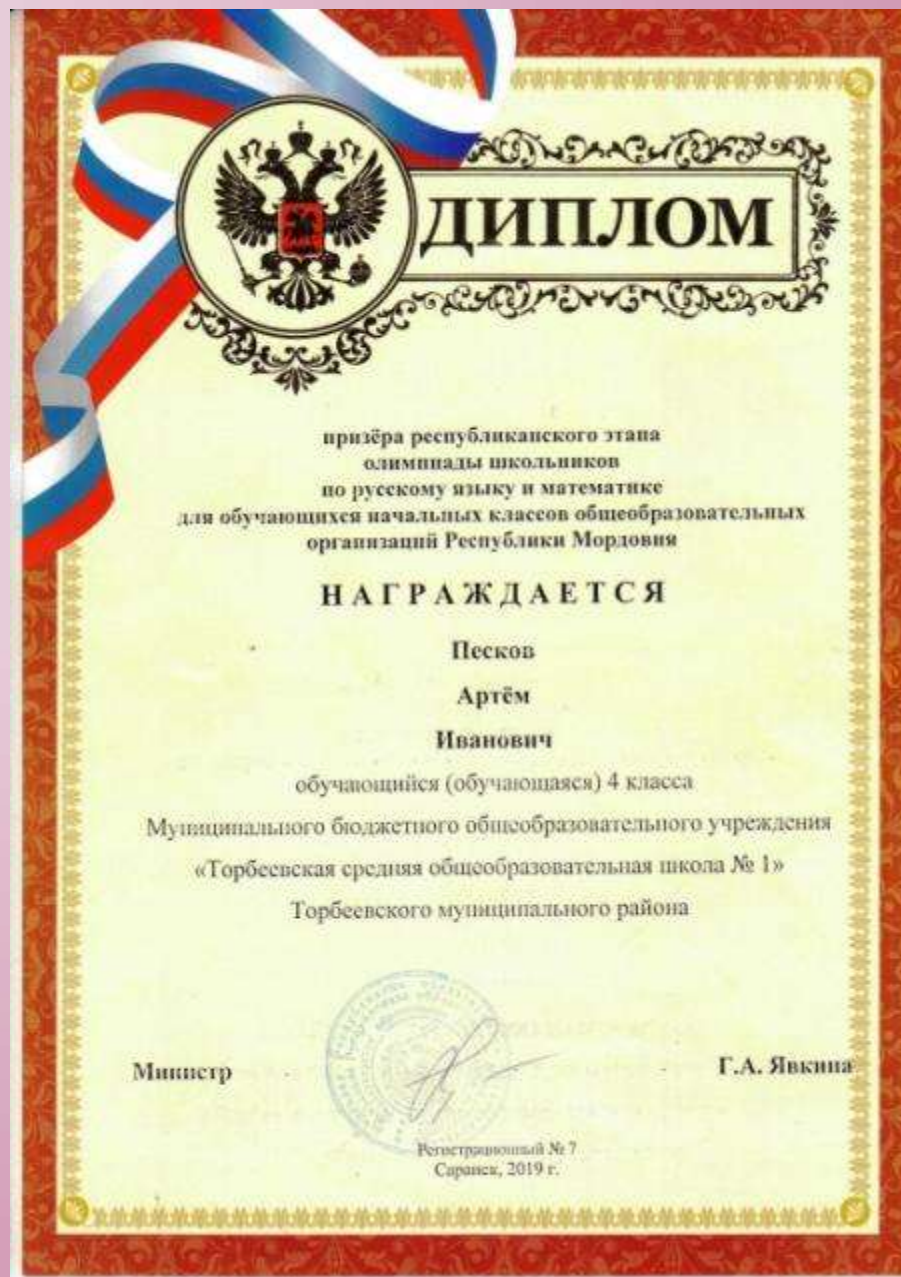 ДИПЛОМ
призёра республиканского этапа
олимпиады школьников
по русскому языку и математике
для обучающихся начальных классов общеобразовательных
организаций Республики Мордовия
НАГРАЖДАЕТСЯ
Песков
Артём
Иванович
обучающийся (обучающаяся) 4 класса
Муниципального бюджетного общеобразовательного учреждения
«Торбеевская средняя общеобразовательная школа № 1»
Торбеевского муниципального района
Министр
Г.А. Явкина
Регистрационный № 7
Саранск, 2019 г.